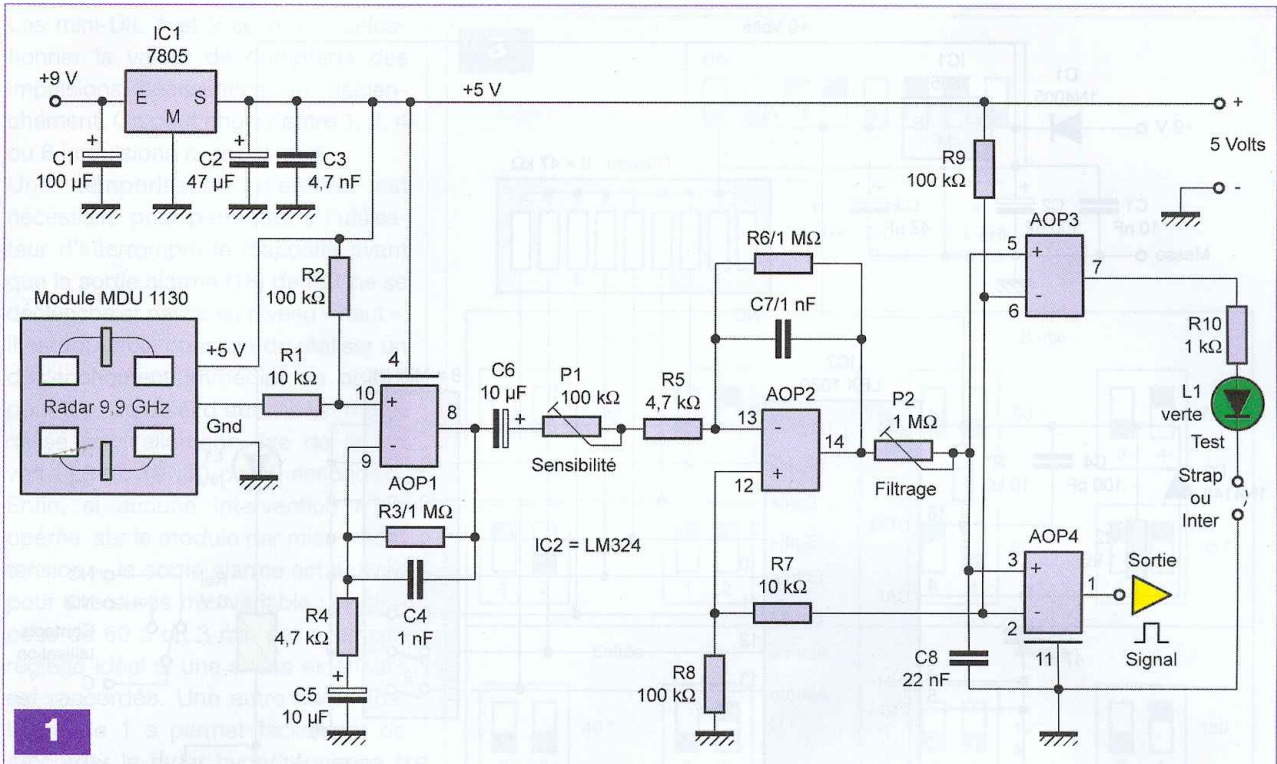 IC1
7805
+9 V
E
S
M
+5 V
C1
100 µF
+
C2
47 µF
+
C3
4,7 nF
R2
100 kΩ
Module MDU 1130
Radar 9,9 GHz
+5 V
Gnd
R1
10 kΩ
4
10
+
-
9
8
AOP1
C6
10 µF
+
P1
100 kΩ
Sensibilité
R5
4,7 kΩ
R3/1 MΩ
C4
1 nF
R4
4,7 kΩ
C5
10 µF
+
IC2 = LM324
R6/1 MΩ
C7/1 nF
AOP2
13
-
+
12
14
P2
1 MΩ
Filtrage
R7
10 kΩ
R8
100 kΩ
C8
22 nF
R9
100 kΩ
AOP3
5
+
-
6
7
+
5 Volts
-
R10
1 kΩ
L1
verte
Test
Strap
ou
Inter
AOP4
3
+
-
2
1
11
Sortie
Signal
1